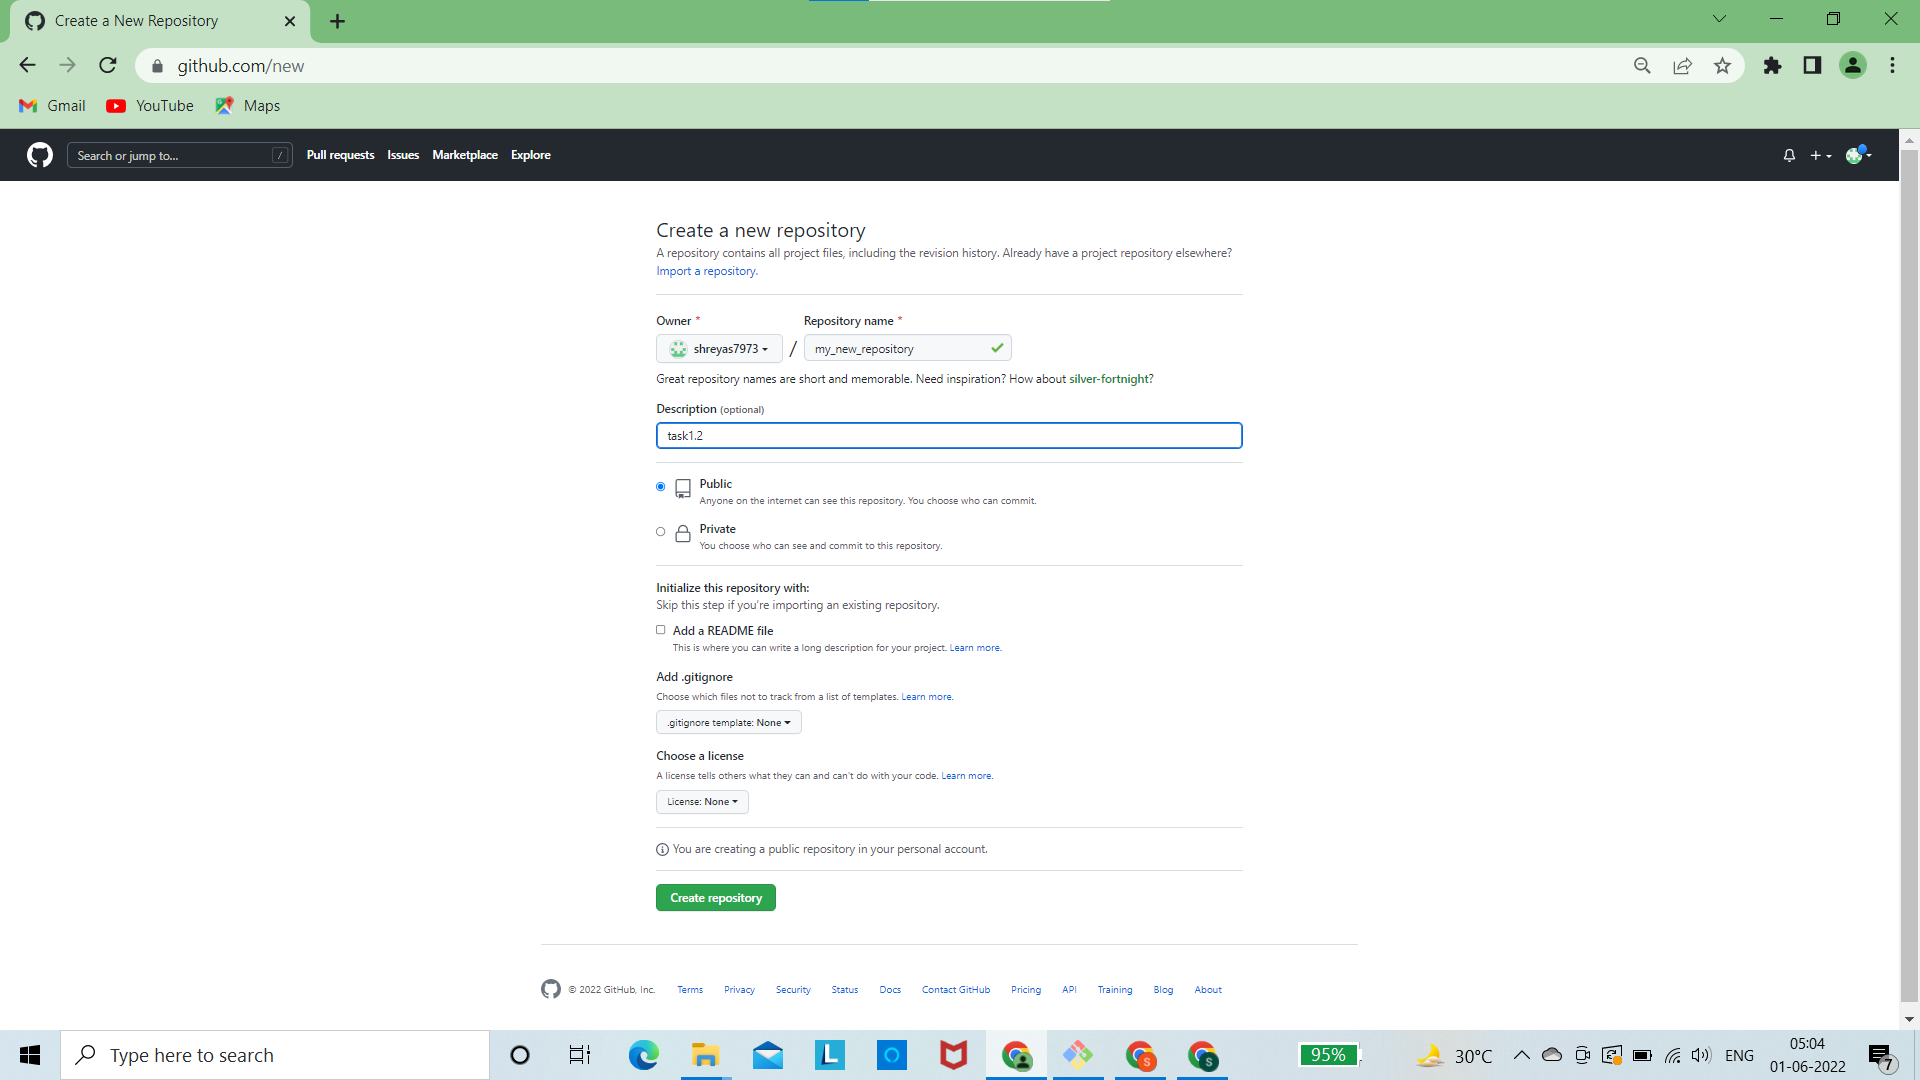 Create a New Repository
github.com/new
Gmail YouTube Maps
Search or jump to... / Pull requests Issues Marketplace Explore
Create a new repository
A repository contains all project files, including the revision history. Already have a project repository elsewhere?
Import a repository.
Owner * Repository name *
shreyas7973 / my_new_repository
Great repository names are short and memorable. Need inspiration? How about silver-fortnight?
Description (optional)
task1.2
Public
Anyone on the internet can see this repository. You choose who can commit.
Private
You choose who can see and commit to this repository.
Initialize this repository with:
Skip this step if you're importing an existing repository.
Add a README file
This is where you can write a long description for your project. Learn more.
Add .gitignore
Choose which files not to track from a list of templates. Learn more.
.gitignore template: None
Choose a license
A license tells others what they can and can't do with your code. Learn more.
License: None
You are creating a public repository in your personal account.
Create repository
© 2022 GitHub, Inc. Terms Privacy Security Status Docs Contact GitHub Pricing API Training Blog About
Type here to search L S S 95% 30°C ENG 05:04
01-06-2022 7